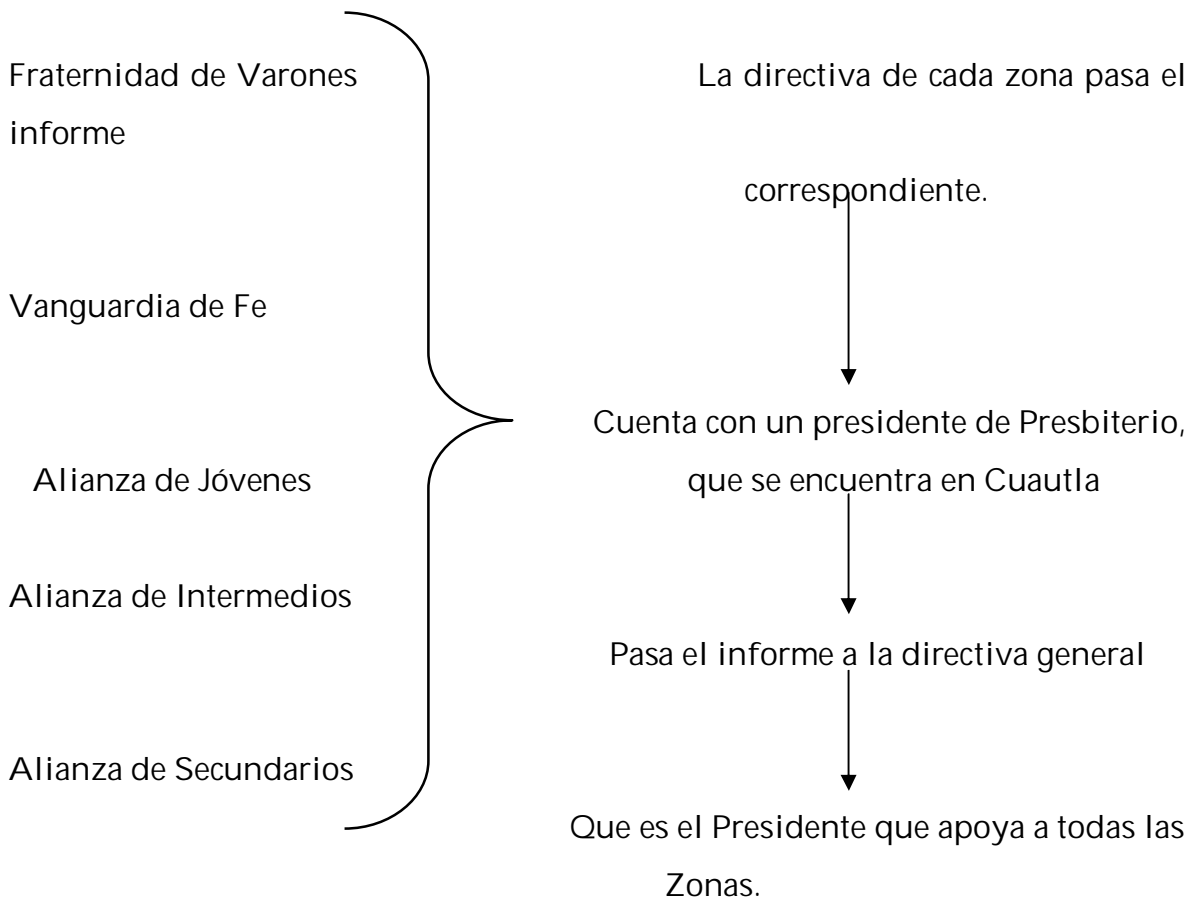 Fraternidad de Varones La directiva de cada zona pasa el
informe
correspondiente.
Vanguardia de Fe
Cuenta con un presidente de Presbiterio,
Alianza de Jóvenes que se encuentra en Cuautla
Alianza de Intermedios
Pasa el informe a la directiva general
Alianza de Secundarios
Que es el Presidente que apoya a todas las
Zonas.